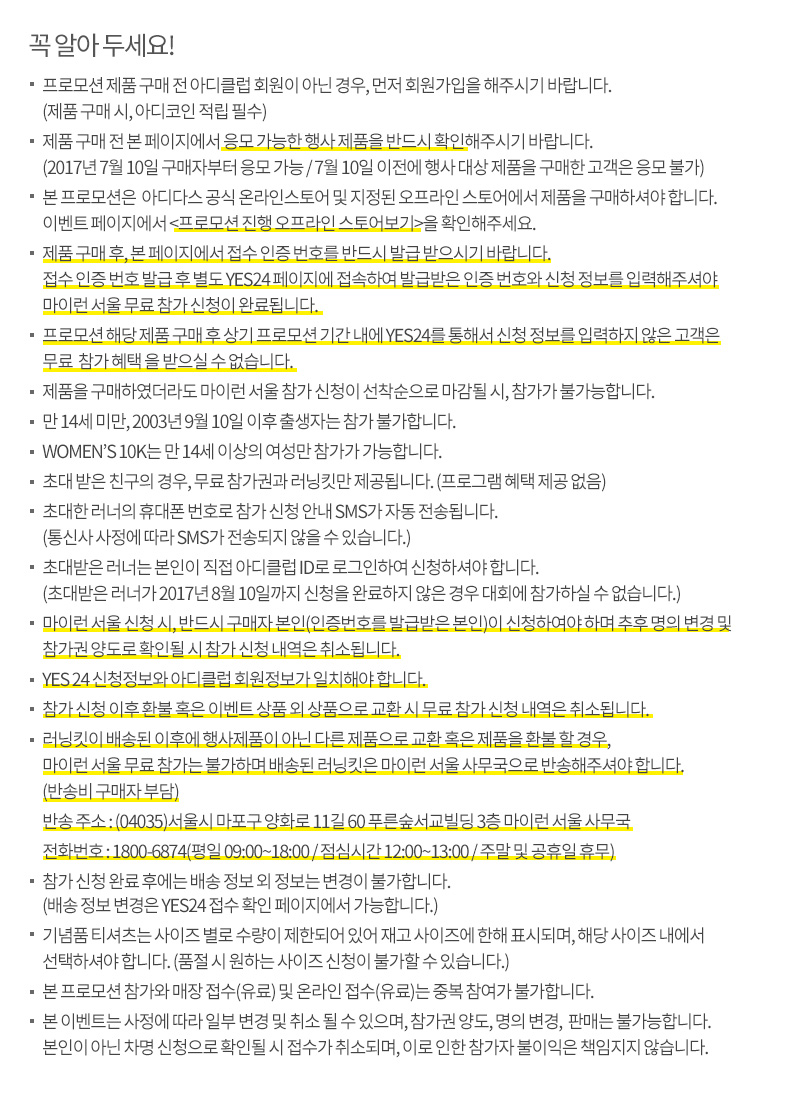 꼭 알아 두세요!
▪ 프로모션 제품 구매 전 아디클럽 회원이 아닌 경우, 먼저 회원가입을 해주시기 바랍니다.
(제품 구매 시, 아디코인 적립 필수)
▪ 제품 구매 전 본 페이지에서 응모 가능한 행사 제품을 반드시 확인해주시기 바랍니다.
(2017년 7월 10일 구매자부터 응모 가능 / 7월 10일 이전에 행사 대상 제품을 구매한 고객은 응모 불가)
▪ 본 프로모션은 아디다스 공식 온라인스토어 및 지정된 오프라인 스토어에서 제품을 구매하셔야 합니다.
이벤트 페이지에서 <프로모션 진행 오프라인 스토어보기>을 확인해주세요.
▪ 제품 구매 후, 본 페이지에서 접수 인증 번호를 반드시 발급 받으시기 바랍니다.
접수 인증 번호 발급 후 별도 YES24 페이지에 접속하여 발급받은 인증 번호와 신청 정보를 입력해주셔야
마이런 서울 무료 참가 신청이 완료됩니다.
▪ 프로모션 해당 제품 구매 후 상기 프로모션 기간 내에 YES24를 통해서 신청 정보를 입력하지 않은 고객은
무료 참가 혜택 을 받으실 수 없습니다.
▪ 제품을 구매하였더라도 마이런 서울 참가 신청이 선착순으로 마감될 시, 참가가 불가능합니다.
▪ 만 14세 미만, 2003년 9월 10일 이후 출생자는 참가 불가합니다.
▪ WOMEN’S 10K는 만 14세 이상의 여성만 참가가 가능합니다.
▪ 초대 받은 친구의 경우, 무료 참가권과 러닝킷만 제공됩니다. (프로그램 혜택 제공 없음)
▪ 초대한 러너의 휴대폰 번호로 참가 신청 안내 SMS가 자동 전송됩니다.
(통신사 사정에 따라 SMS가 전송되지 않을 수 있습니다.)
▪ 초대받은 러너는 본인이 직접 아디클럽 ID로 로그인하여 신청하셔야 합니다.
(초대받은 러너가 2017년 8월 10일까지 신청을 완료하지 않은 경우 대회에 참가하실 수 없습니다.)
▪ 마이런 서울 신청 시, 반드시 구매자 본인(인증번호를 발급받은 본인)이 신청하여야 하며 추후 명의 변경 및
참가권 양도로 확인될 시 참가 신청 내역은 취소됩니다.
▪ YES 24 신청정보와 아디클럽 회원정보가 일치해야 합니다.
▪ 참가 신청 이후 환불 혹은 이벤트 상품 외 상품으로 교환 시 무료 참가 신청 내역은 취소됩니다.
▪ 러닝킷이 배송된 이후에 행사제품이 아닌 다른 제품으로 교환 혹은 제품을 환불 할 경우,
마이런 서울 무료 참가는 불가하며 배송된 러닝킷은 마이런 서울 사무국으로 반송해주셔야 합니다.
(반송비 구매자 부담)
반송 주소 : (04035)서울시 마포구 양화로 11길 60 푸른숲서교빌딩 3층 마이런 서울 사무국
전화번호 : 1800-6874(평일 09:00~18:00 / 점심시간 12:00~13:00 / 주말 및 공휴일 휴무)
▪ 참가 신청 완료 후에는 배송 정보 외 정보는 변경이 불가합니다.
(배송 정보 변경은 YES24 접수 확인 페이지에서 가능합니다.)
▪ 기념품 티셔츠는 사이즈 별로 수량이 제한되어 있어 재고 사이즈에 한해 표시되며, 해당 사이즈 내에서
선택하셔야 합니다. (품절 시 원하는 사이즈 신청이 불가할 수 있습니다.)
▪ 본 프로모션 참가와 매장 접수(유료) 및 온라인 접수(유료)는 중복 참여가 불가합니다.
▪ 본 이벤트는 사정에 따라 일부 변경 및 취소 될 수 있으며, 참가권 양도, 명의 변경, 판매는 불가능합니다.
본인이 아닌 차명 신청으로 확인될 시 접수가 취소되며, 이로 인한 참가자 불이익은 책임지지 않습니다.